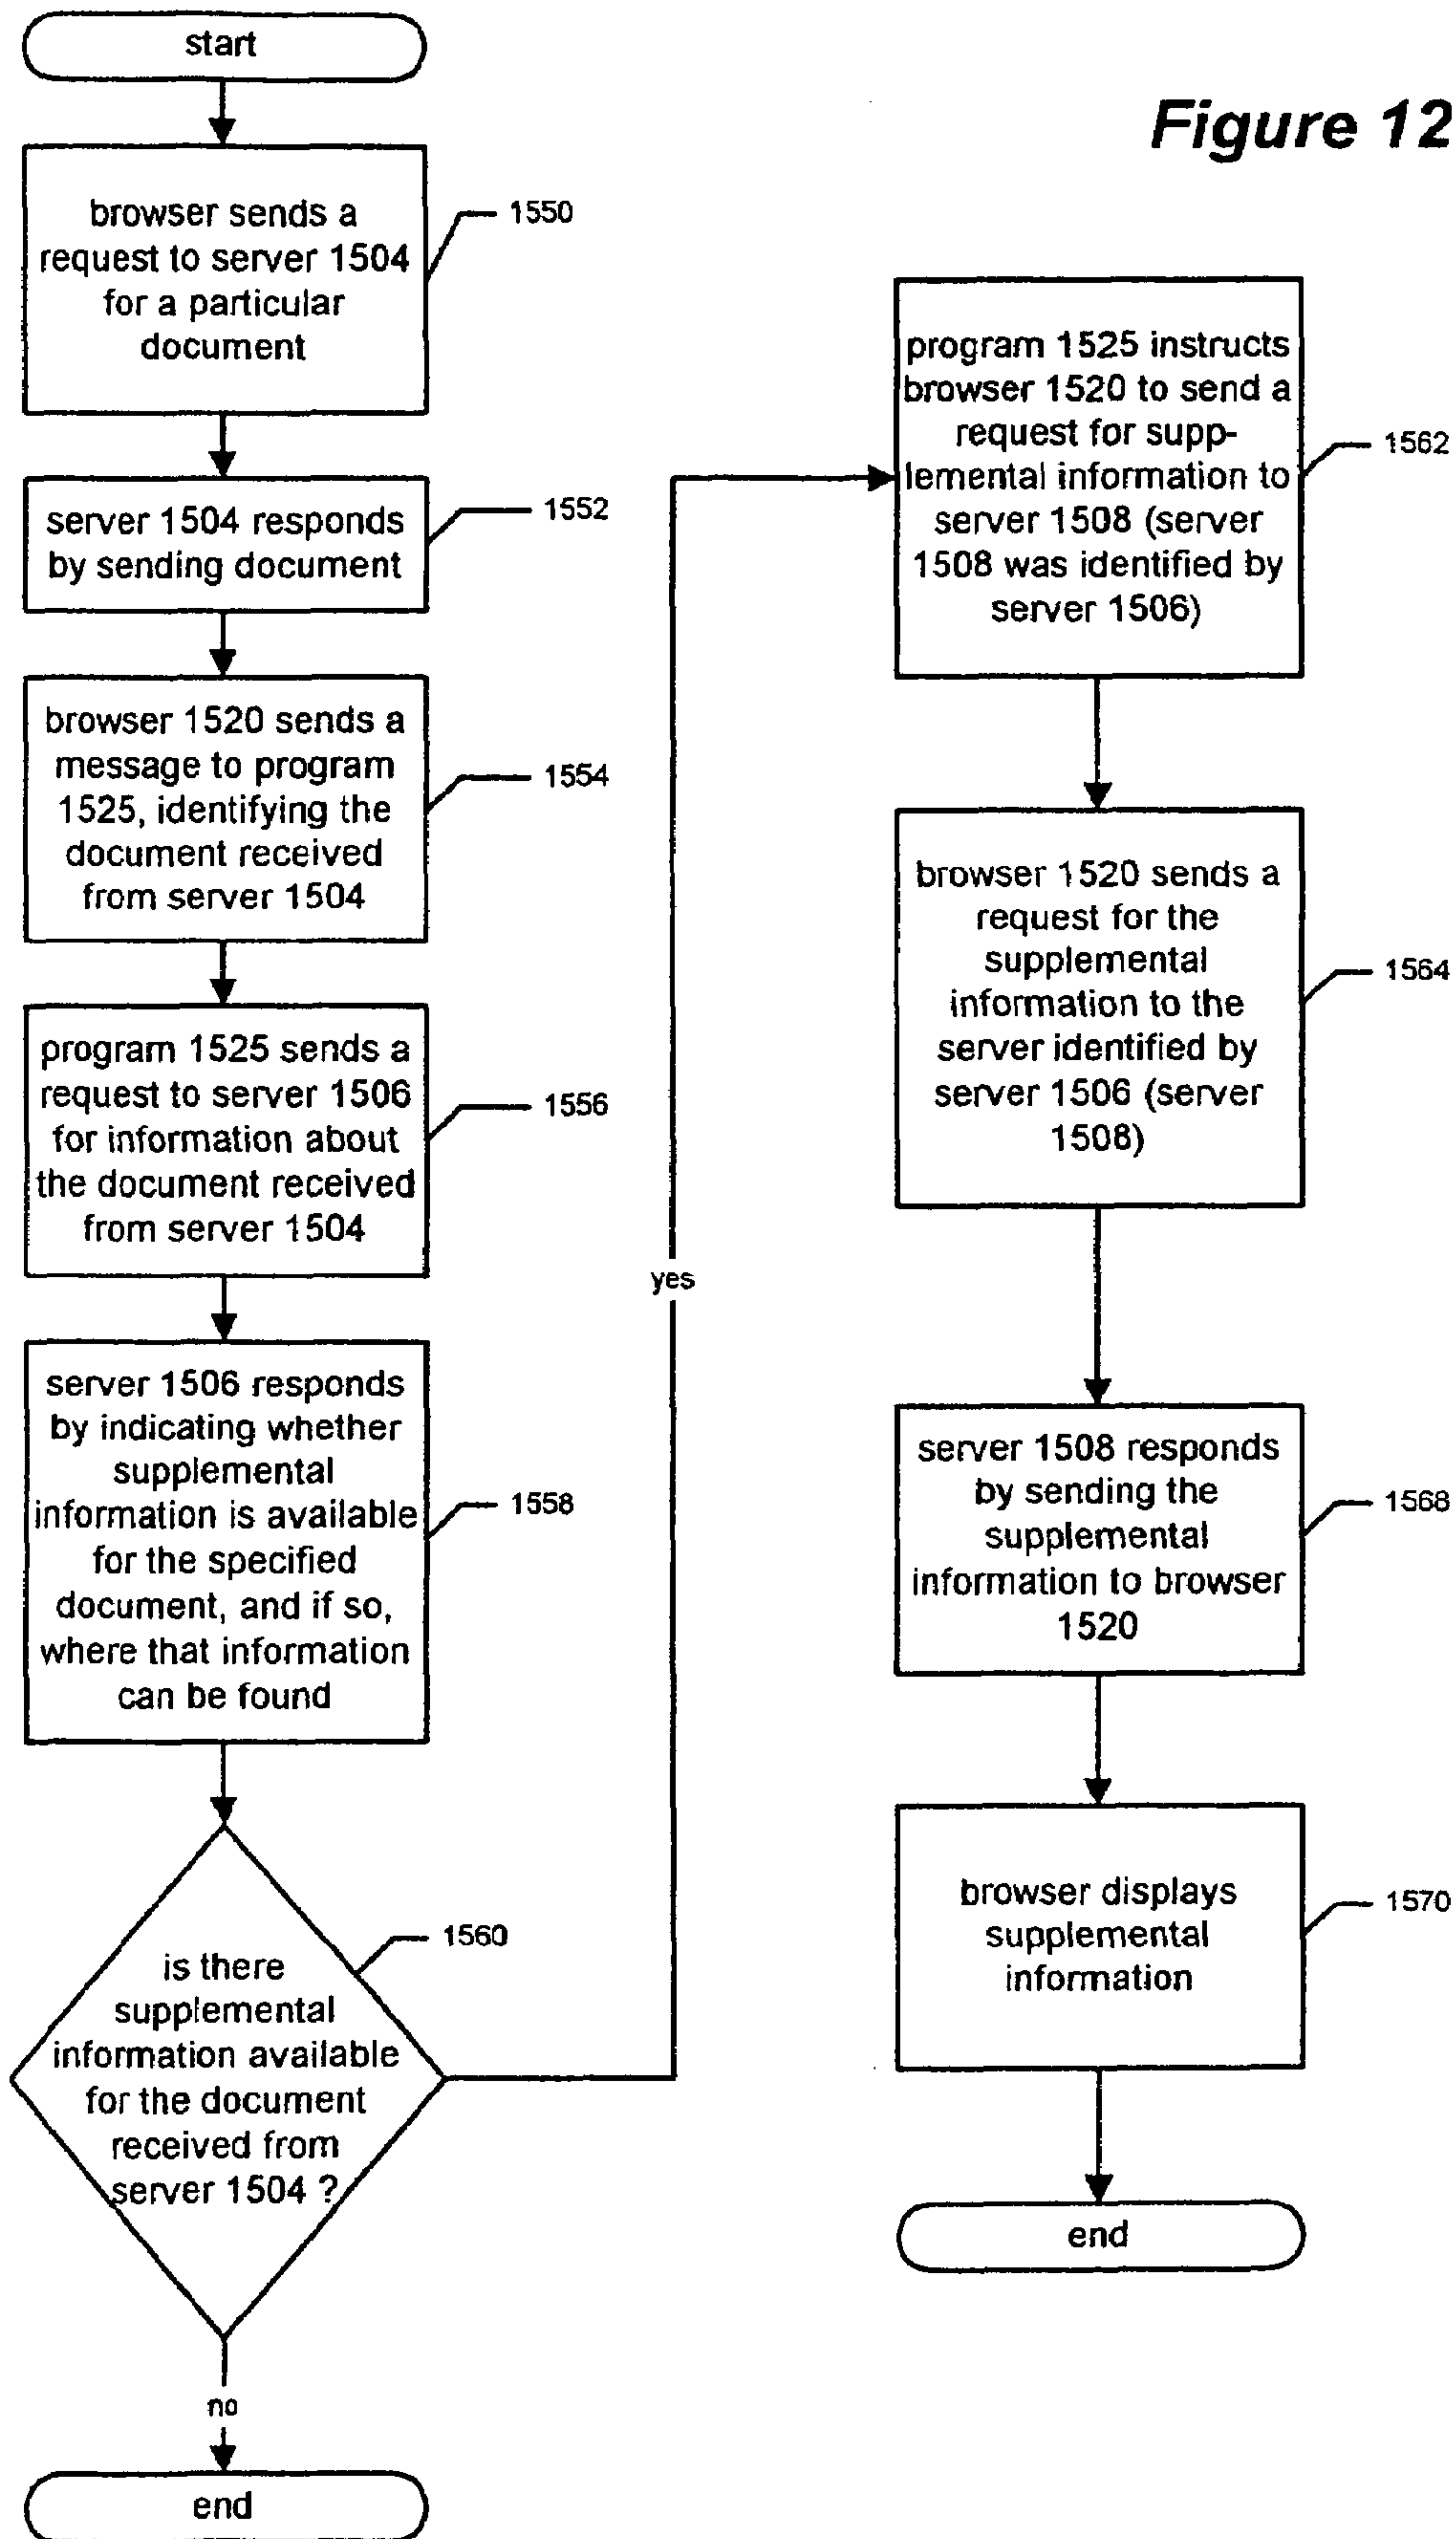 Figure 12
start
browser sends a
request to server 1504
for a particular
document
1550
server 1504 responds
by sending document
1552
browser 1520 sends a
message to program
1525, identifying the
document received
from server 1504
1554
program 1525 sends a
request to server 1506
for information about
the document received
from server 1504
1556
server 1506 responds
by indicating whether
supplemental
information is available
for the specified
document, and if so,
where that information
can be found
1558
is there
supplemental
information available
for the document
received from
server 1504 ?
1560
no
end
yes
program 1525 instructs
browser 1520 to send a
request for supp-
lemental information to
server 1508 (server
1508 was identified by
server 1506)
1562
browser 1520 sends a
request for the
supplemental
information to the
server identified by
server 1506 (server
1508)
1564
server 1508 responds
by sending the
supplemental
information to browser
1520
1568
browser displays
supplemental
information
1570
end